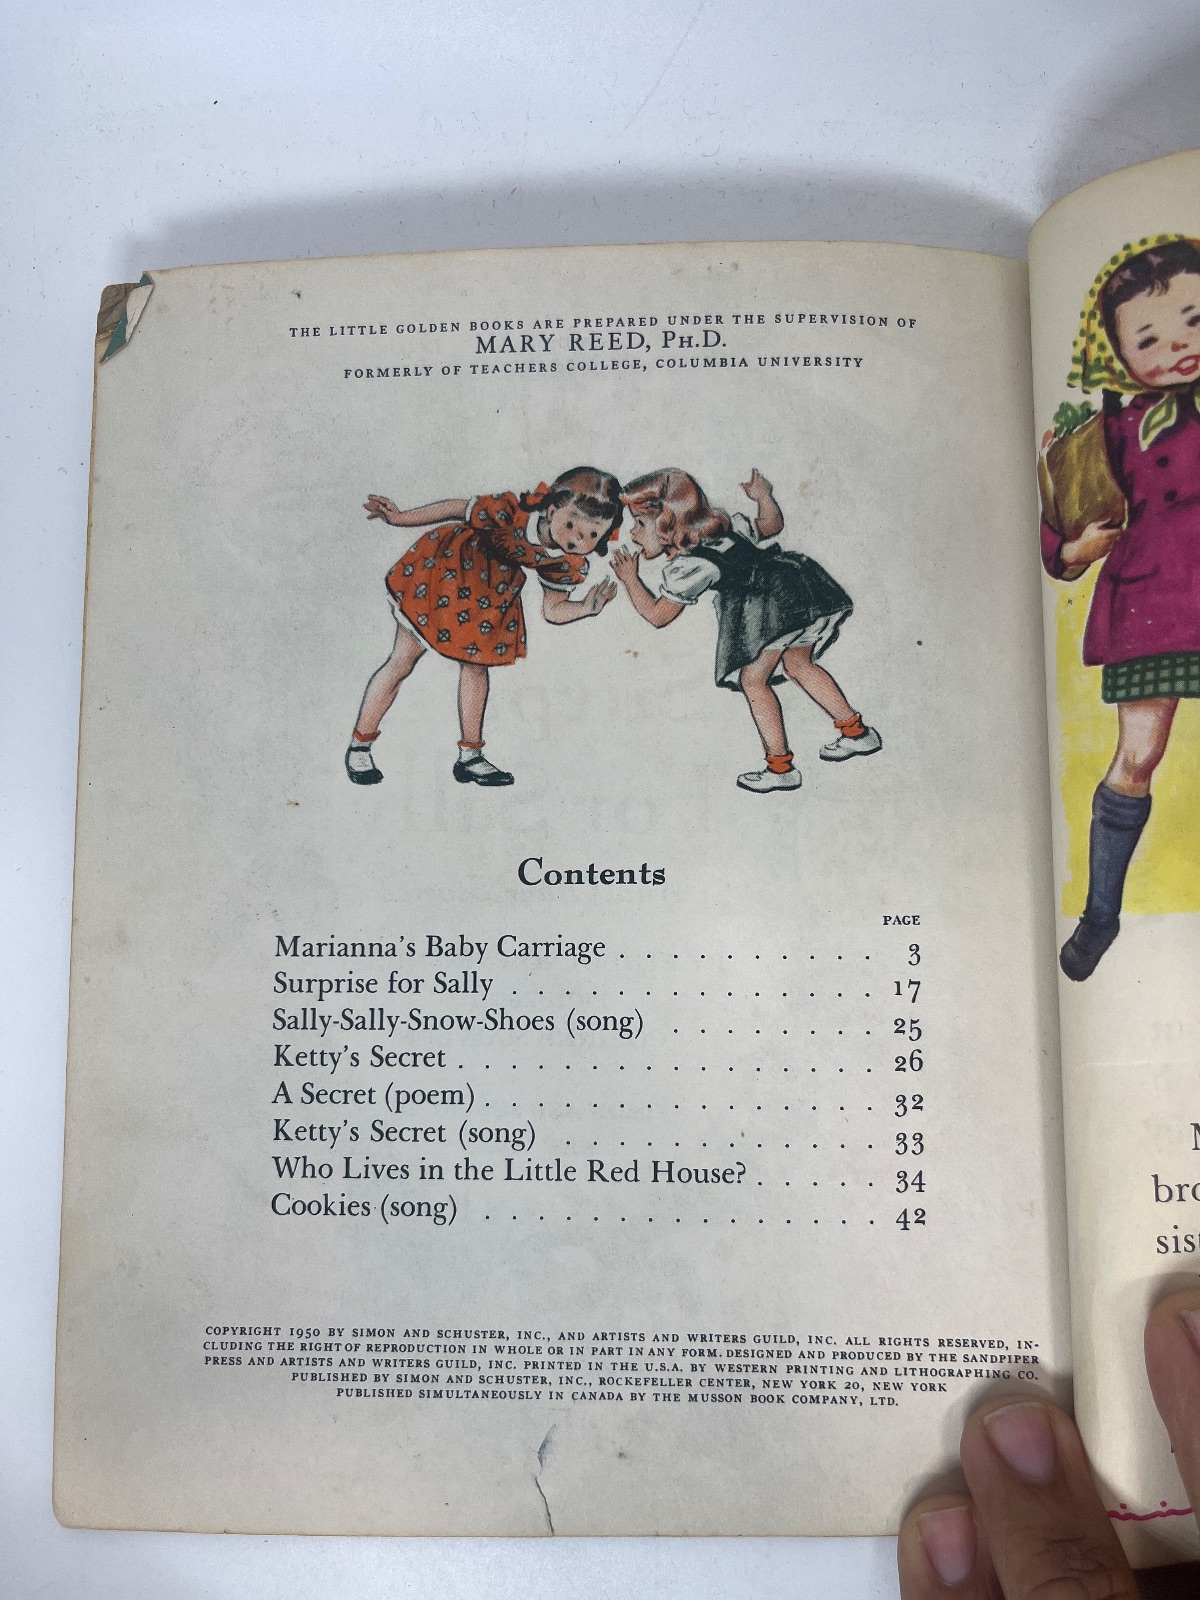 THE LITTLE GOLDEN BOOKS ARE PREPARED UNDER THE SUPERVISION OF
MARY REED, PH.D.
FORMERLY OF TEACHERS COLLEGE, COLUMBIA UNIVERSITY
Contents
PAGE
Marianna's Baby Carriage . . . . . . . . . . 3
Surprise for Sally . . . . . . . . . . . . . . 17
Sally-Sally-Snow-Shoes (song) . . . . . . . . 25
Ketty's Secret . . . . . . . . . . . . . . . . 26
A Secret (poem) . . . . . . . . . . . . . . . 32
Ketty's Secret (song) . . . . . . . . . . . . 33
Who Lives in the Little Red House? . . . . . 34
Cookies (song) . . . . . . . . . . . . . . . 42
COPYRIGHT 1950 BY SIMON AND SCHUSTER, INC., AND ARTISTS AND WRITERS GUILD, INC. ALL RIGHTS RESERVED, IN-
CLUDING THE RIGHT OF REPRODUCTION IN WHOLE OR IN PART IN ANY FORM. DESIGNED AND PRODUCED BY THE SANDPIPER
PRESS AND ARTISTS AND WRITERS GUILD, INC. PRINTED IN THE U.S.A. BY WESTERN PRINTING AND LITHOGRAPHING CO.
PUBLISHED BY SIMON AND SCHUSTER, INC., ROCKEFELLER CENTER, NEW YORK 20, NEW YORK
PUBLISHED SIMULTANEOUSLY IN CANADA BY THE MUSSON BOOK COMPANY, LTD.